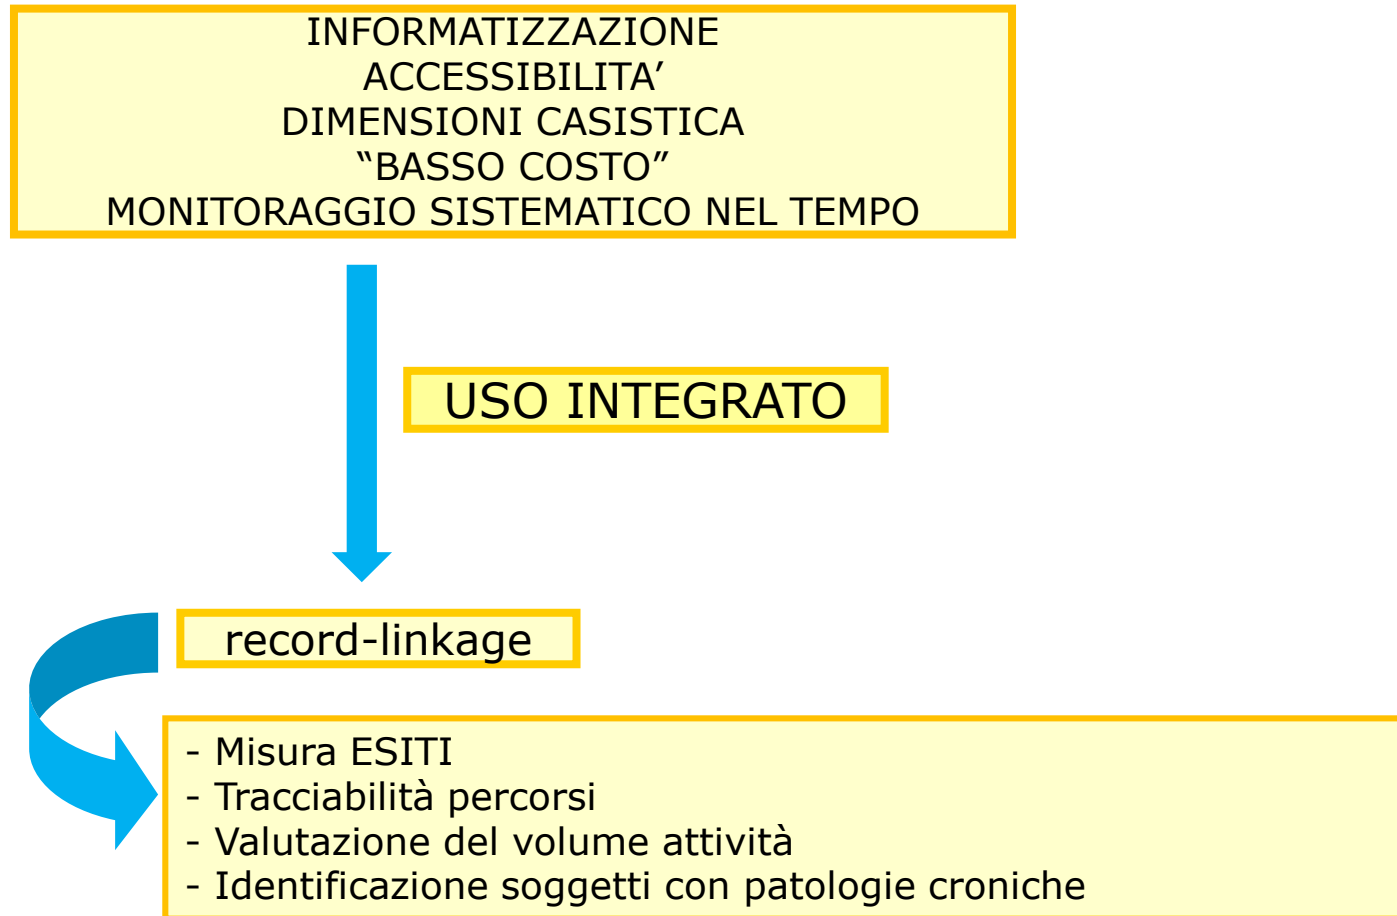 INFORMATIZZAZIONE
ACCESSIBILITA’
DIMENSIONI CASISTICA
“BASSO COSTO”
MONITORAGGIO SISTEMATICO NEL TEMPO
USO INTEGRATO
record-linkage
- Misura ESITI
- Tracciabilità percorsi
- Valutazione del volume attività
- Identificazione soggetti con patologie croniche